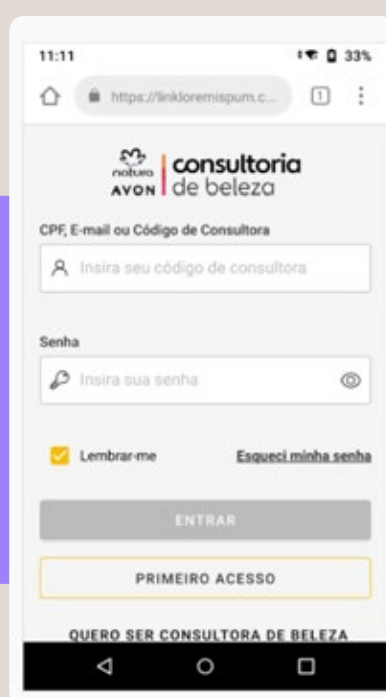 11:11
33%
https://linkloremispum.c...
1
natura
AVON
consultoria
de beleza
CPF, E-mail ou Código de Consultora
Insira seu código de consultora
Senha
Insira sua senha
Lembrar-me
Esqueci minha senha
ENTRAR
PRIMEIRO ACESSO
QUERO SER CONSULTORA DE BELEZA